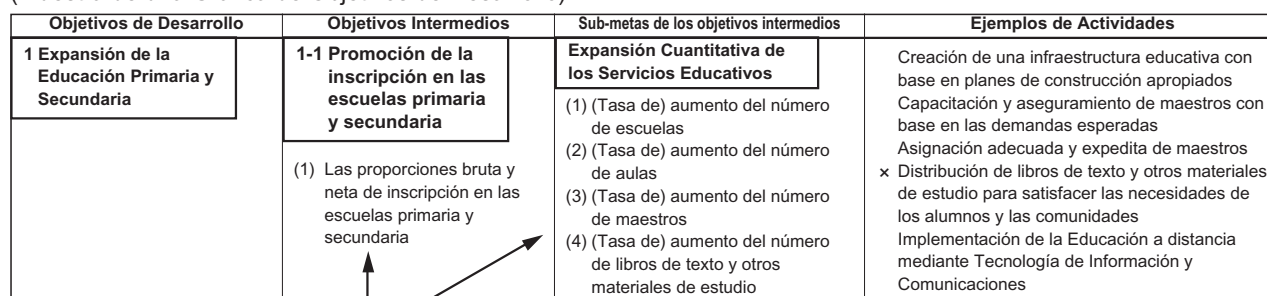 Objetivos de Desarrollo
Objetivos Intermedios
Sub-metas de los objetivos intermedios
Ejemplos de Actividades
1 Expansión de la
Educación Primaria y
Secundaria
1-1 Promoción de la
inscripción en las
escuelas primaria
y secundaria
(1) Las proporciones bruta y
neta de inscripción en las
escuelas primaria y
secundaria
Expansión Cuantitativa de
los Servicios Educativos
(1) (Tasa de) aumento del número
de escuelas
(2) (Tasa de) aumento del número
de aulas
(3) (Tasa de) aumento del número
de maestros
(4) (Tasa de) aumento del número
de libros de texto y otros
materiales de estudio
Creación de una infraestructura educativa con
base en planes de construcción apropiados
Capacitación y aseguramiento de maestros con
base en las demandas esperadas
Asignación adecuada y expedita de maestros
× Distribución de libros de texto y otros materiales
de estudio para satisfacer las necesidades de
los alumnos y las comunidades
Implementación de la Educación a distancia
mediante Tecnología de Información y
Comunicaciones